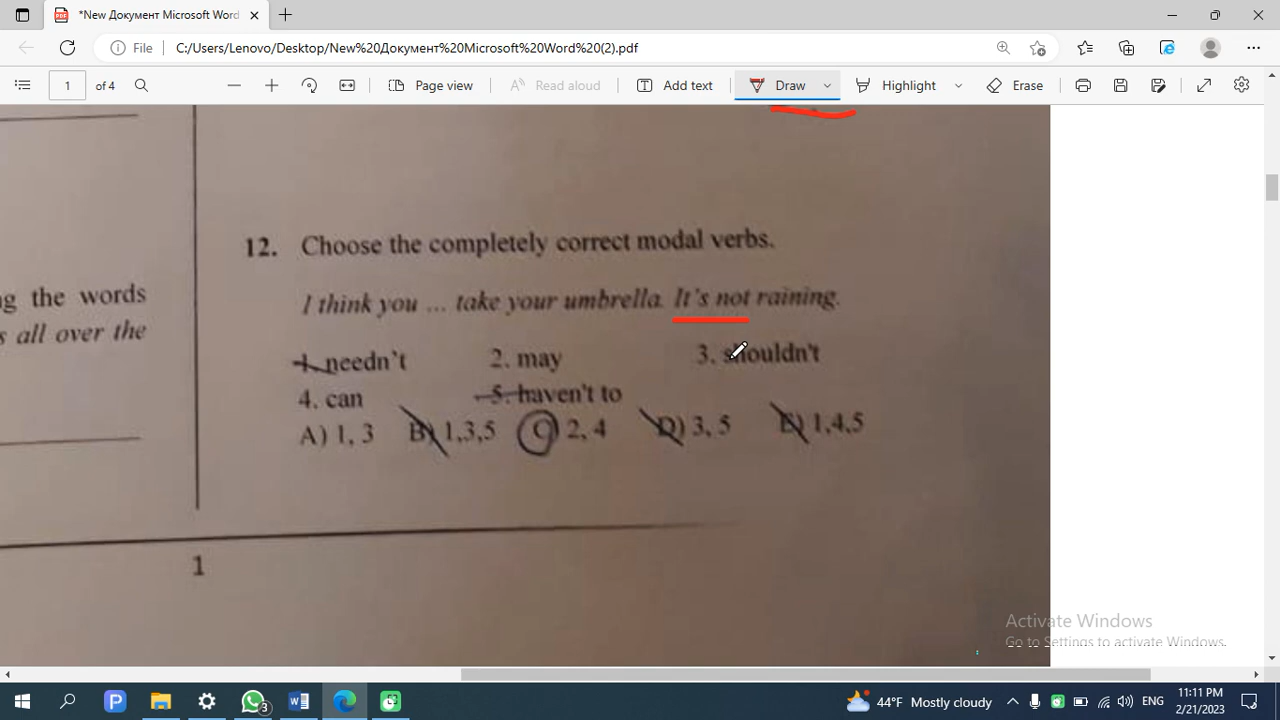 *New Документ Microsoft Word
File
C:/Users/Lenovo/Desktop/New%20Документ%20Microsoft%20Word%20(2).pdf
1 of 4
Page view
Read aloud
Add text
Draw
Highlight
Erase
ng the words
s all over the
12. Choose the completely correct modal verbs.
I think you ... take your umbrella. It's not raining.
1. needn't 2. may 3. shouldn't
4. can 5. haven't to
A) 1, 3 B) 1,3,5 C) 2, 4 D) 3, 5 E) 1,4,5
1
Activate Windows
Go to Settings to activate Windows.
3
44°F Mostly cloudy
ENG
11:11 PM
2/21/2023